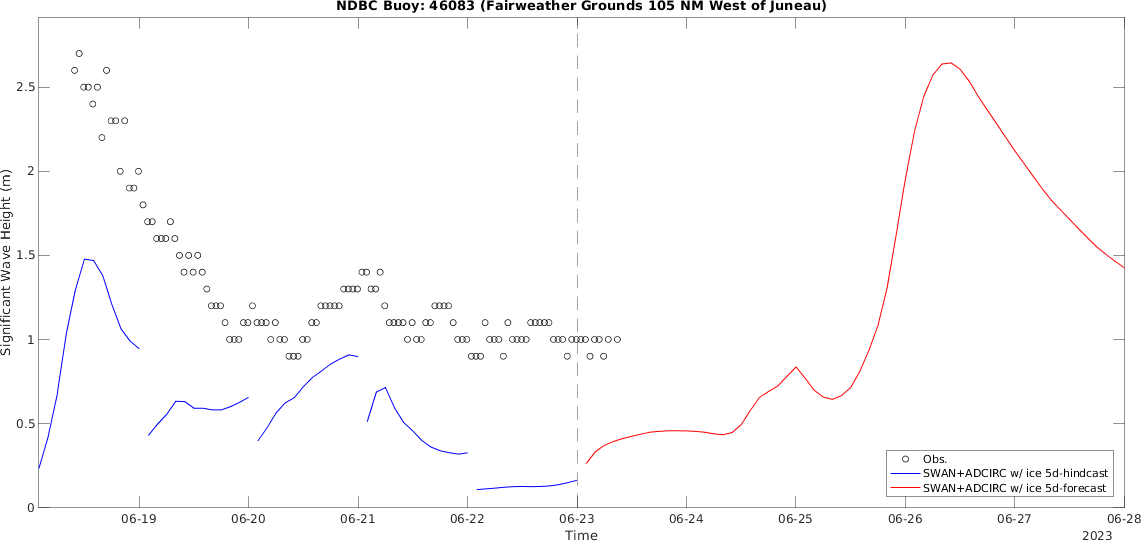 NDBC Buoy: 46083 (Fairweather Grounds 105 NM West of Juneau)
Significant Wave Height (m)
2.5
2
1.5
1
0.5
0
Obs.
SWAN+ADCIRC w/ ice 5d-hindcast
SWAN+ADCIRC w/ ice 5d-forecast
06-19 06-20 06-21 06-22 06-23 06-24 06-25 06-26 06-27 06-28
Time
2023